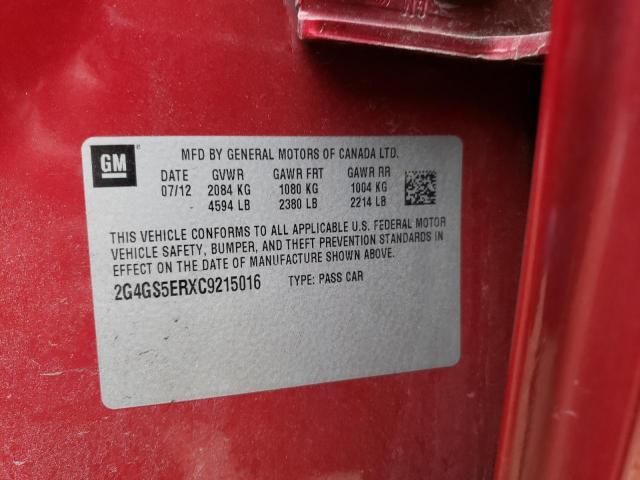 GM
MFD BY GENERAL MOTORS OF CANADA LTD.
DATE GVWR GAWR FRT GAWR RR
07/12 2084 KG 1080 KG 1004 KG
4594 LB 2380 LB 2214 LB
THIS VEHICLE CONFORMS TO ALL APPLICABLE U.S. FEDERAL MOTOR
VEHICLE SAFETY, BUMPER, AND THEFT PREVENTION STANDARDS IN
EFFECT ON THE DATE OF MANUFACTURE SHOWN ABOVE.
2G4GS5ERXC9215016 TYPE: PASS CAR